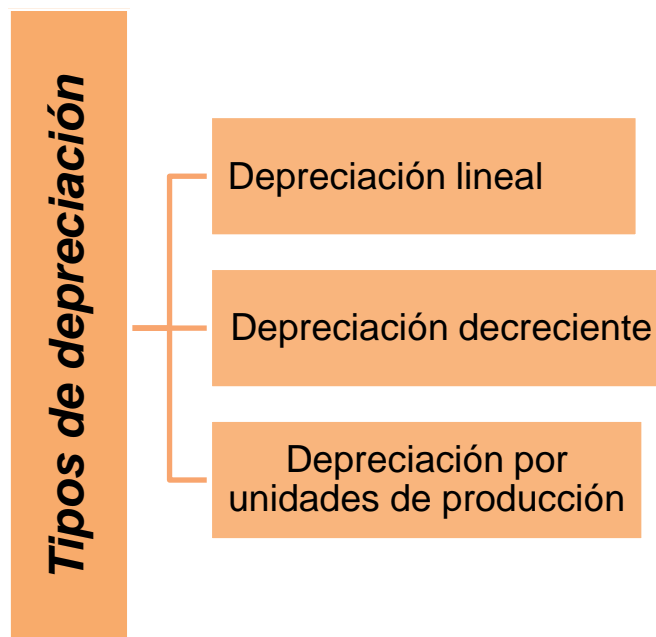 Tipos de depreciación
Depreciación lineal
Depreciación decreciente
Depreciación por
unidades de producción